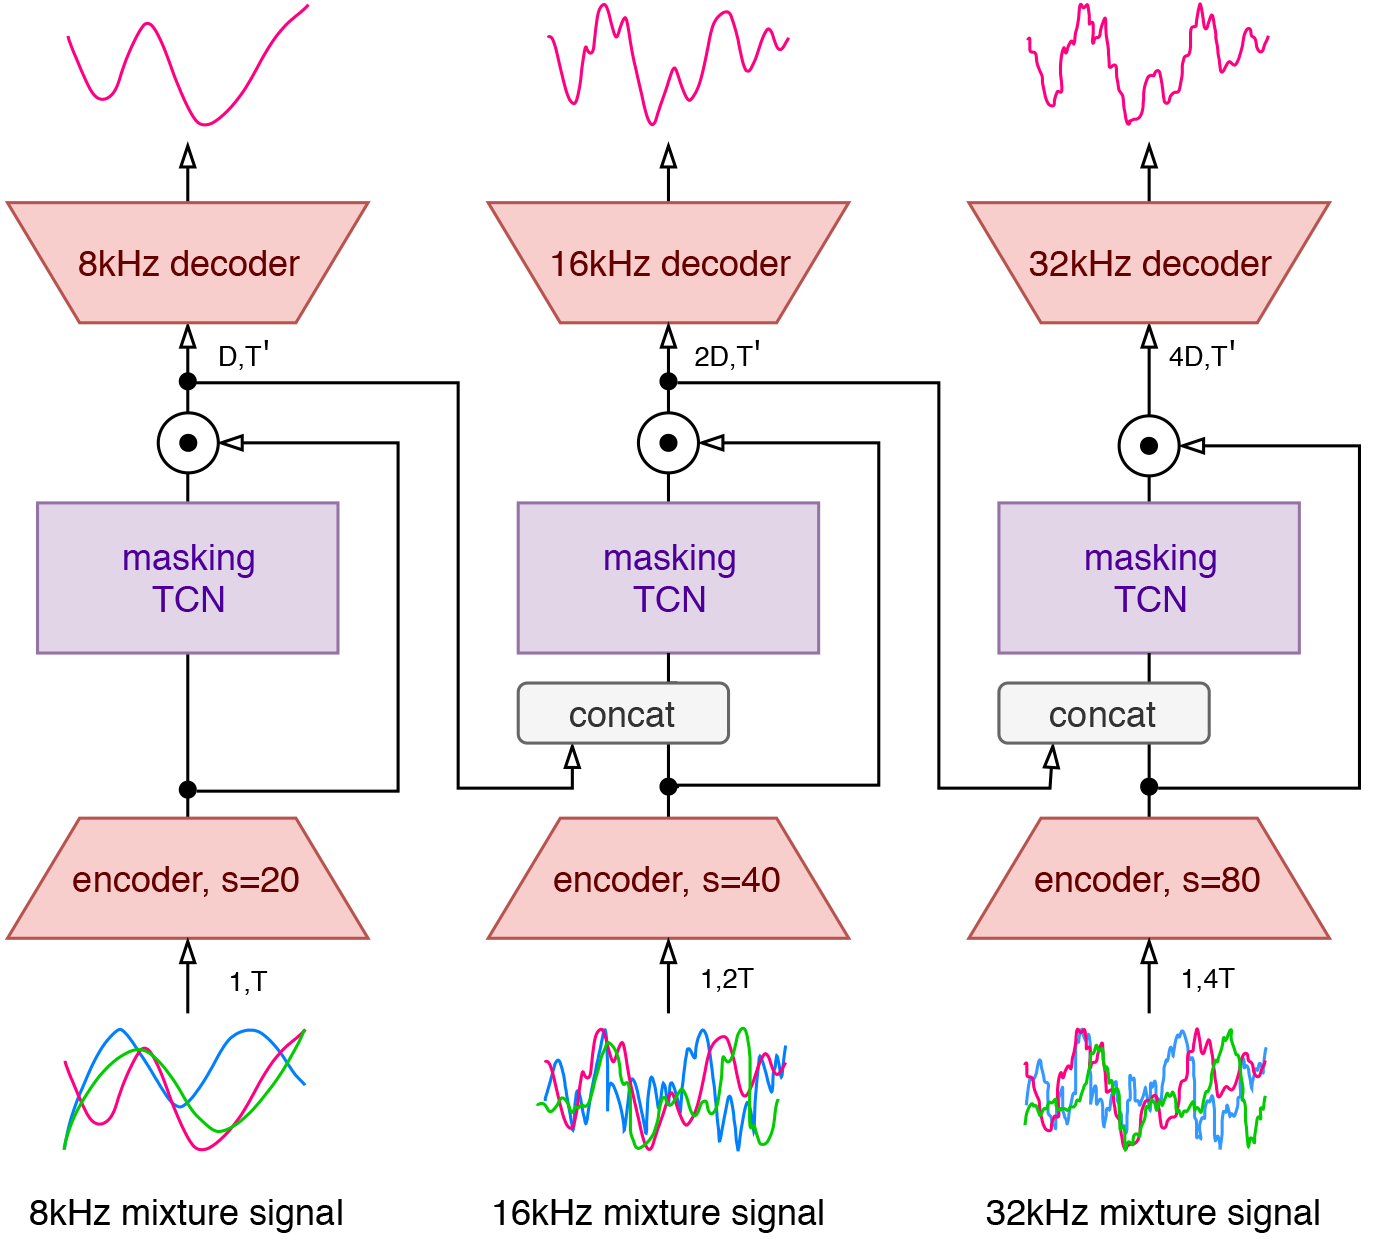 8kHz decoder
16kHz decoder
32kHz decoder
D,T'
2D,T'
4D,T'
masking
TCN
masking
TCN
masking
TCN
concat
concat
encoder, s=20
encoder, s=40
encoder, s=80
1,T
1,2T
1,4T
8kHz mixture signal
16kHz mixture signal
32kHz mixture signal